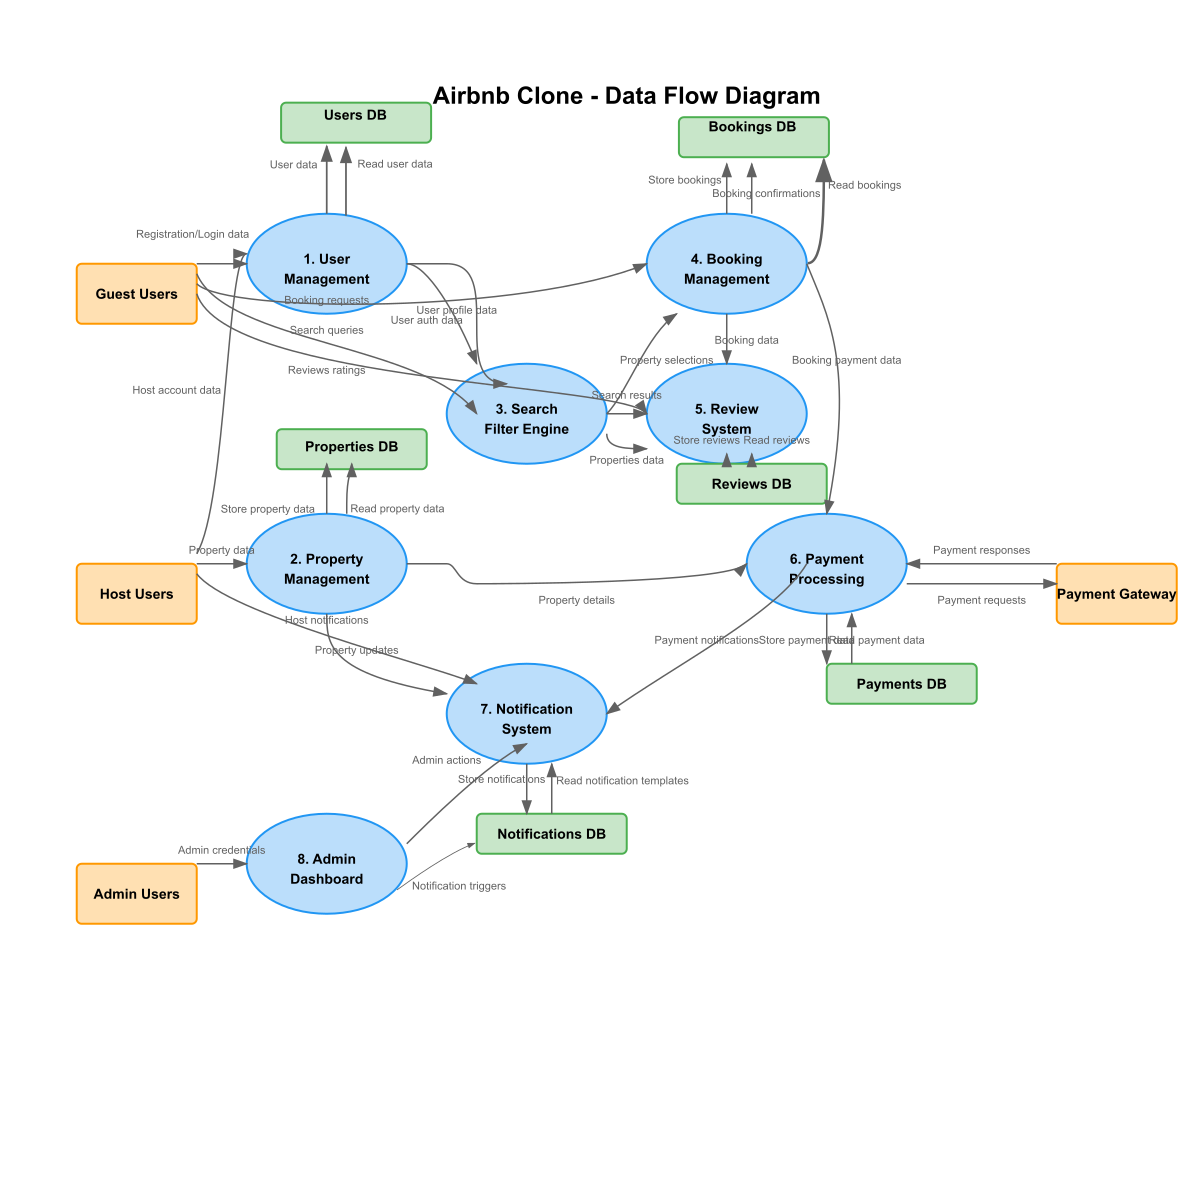 Airbnb Clone - Data Flow Diagram
Users DB
Bookings DB
User data
Read user data
Store bookings
Booking confirmations
Read bookings
Registration/Login data
1. User
Management
4. Booking
Management
Guest Users
Booking requests
User profile data
User auth data
Search queries
Booking data
Property selections
Booking payment data
Reviews ratings
Host account data
Search results
3. Search
Filter Engine
5. Review
System
Store reviews
Read reviews
Properties DB
Properties data
Reviews DB
Store property data
Read property data
Property data
Payment responses
2. Property
Management
6. Payment
Processing
Host Users
Payment Gateway
Property details
Payment requests
Host notifications
Property updates
Payment notifications
Store payment data
Read payment data
Payments DB
7. Notification
System
Admin actions
Store notifications
Read notification templates
Notifications DB
Admin credentials
8. Admin
Dashboard
Notification triggers
Admin Users